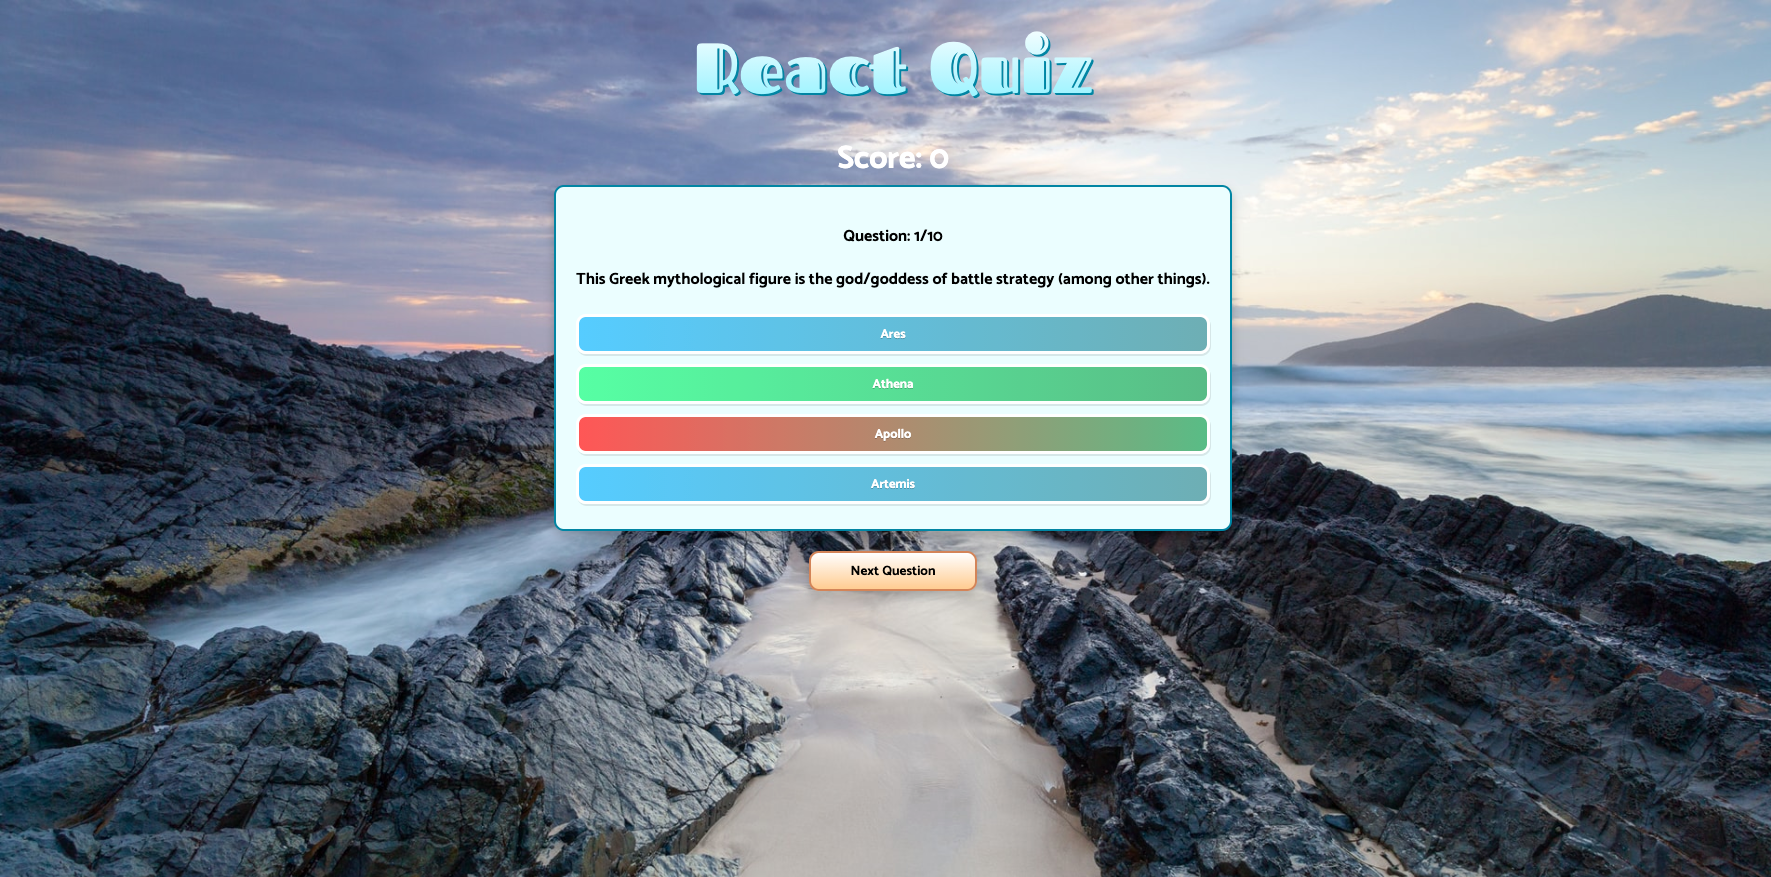 React Quiz
Score: 0
Question: 1/10
This Greek mythological figure is the god/goddess of battle strategy (among other things).
Ares
Athena
Apollo
Artemis
Next Question